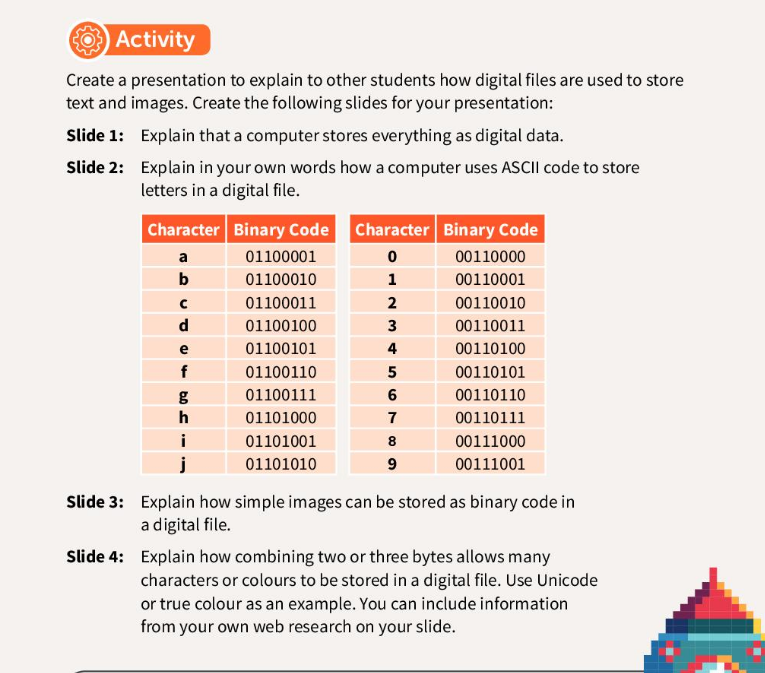 Activity
Create a presentation to explain to other students how digital files are used to store
text and images. Create the following slides for your presentation:
Slide 1: Explain that a computer stores everything as digital data.
Slide 2: Explain in your own words how a computer uses ASCII code to store
letters in a digital file.
Character Binary Code Character Binary Code
a 01100001 0 00110000
b 01100010 1 00110001
c 01100011 2 00110010
d 01100100 3 00110011
e 01100101 4 00110100
f 01100110 5 00110101
g 01100111 6 00110110
h 01101000 7 00110111
i 01101001 8 00111000
j 01101010 9 00111001
Slide 3: Explain how simple images can be stored as binary code in
a digital file.
Slide 4: Explain how combining two or three bytes allows many
characters or colours to be stored in a digital file. Use Unicode
or true colour as an example. You can include information
from your own web research on your slide.